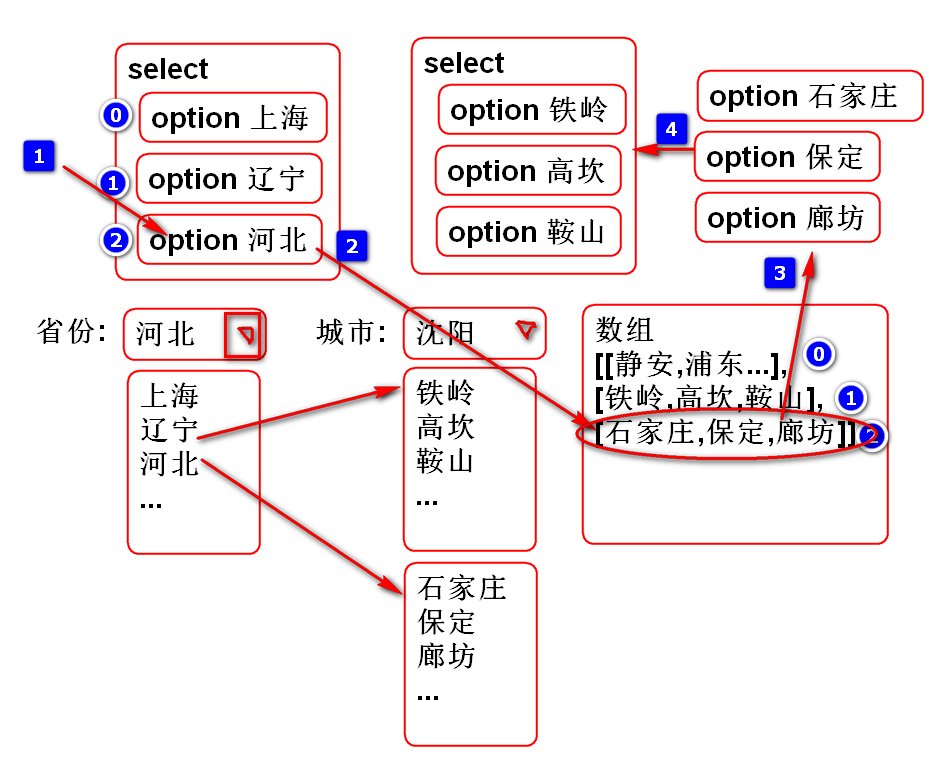 select
0
option 上海
1
1
option 辽宁
2
option 河北
2
select
option 铁岭
option 高坎
option 鞍山
4
option 石家庄
option 保定
option 廊坊
3
省份:
河北
城市:
沈阳
上海
辽宁
河北
...
铁岭
高坎
鞍山
...
石家庄
保定
廊坊
...
数组
[[静安,浦东...], 0
[铁岭,高坎,鞍山], 1
[石家庄,保定,廊坊]] 2